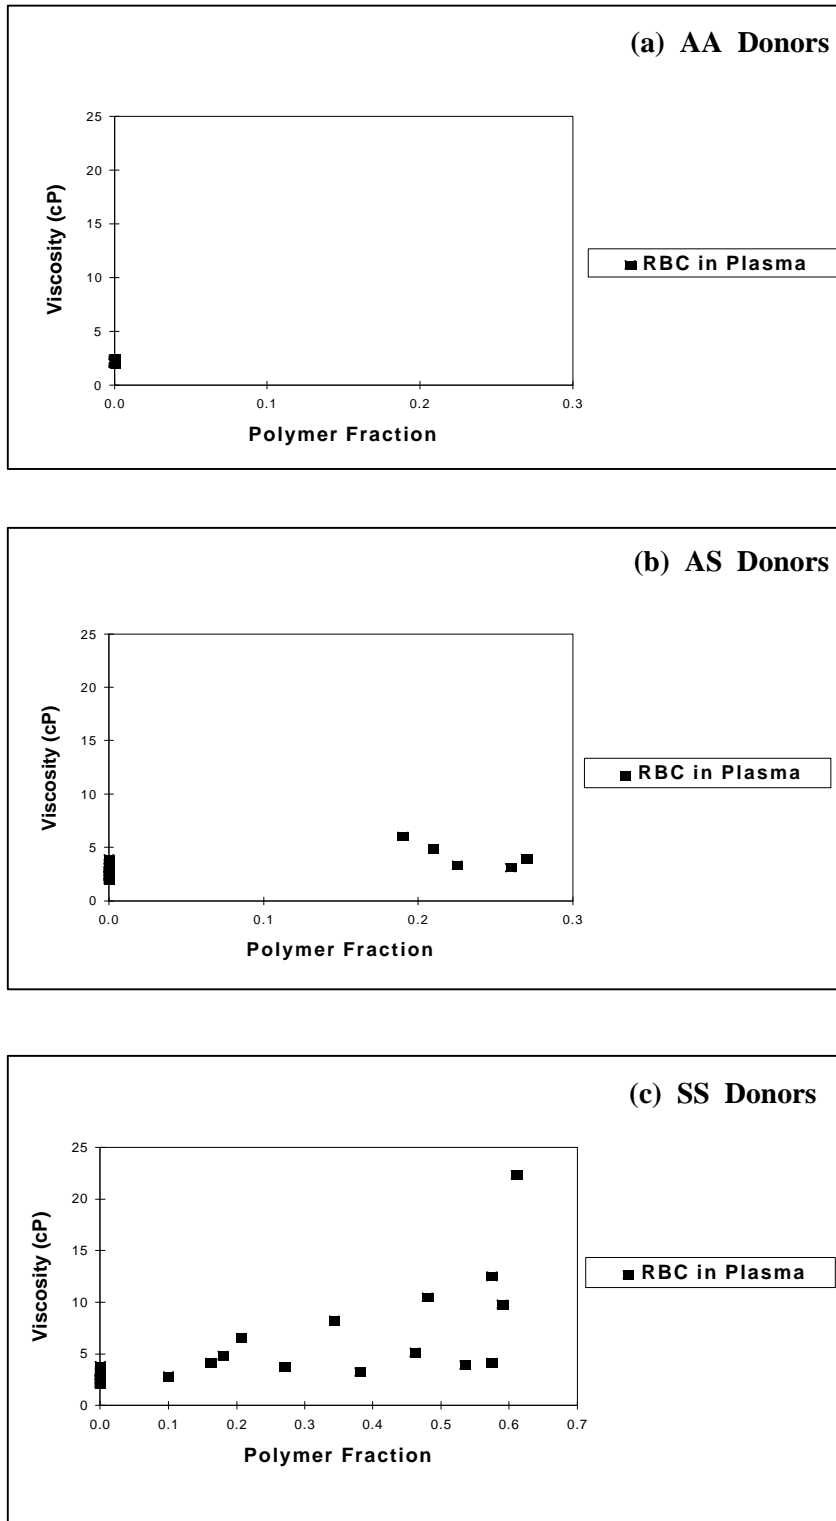 (a) AA Donors
25
20
15
10
5
0
0.0 0.1 0.2 0.3
Viscosity (cP)
Polymer Fraction
RBC in Plasma
(b) AS Donors
25
20
15
10
5
0
0.0 0.1 0.2 0.3
Viscosity (cP)
Polymer Fraction
RBC in Plasma
(c) SS Donors
25
20
15
10
5
0
0.0 0.1 0.2 0.3 0.4 0.5 0.6 0.7
Viscosity (cP)
Polymer Fraction
RBC in Plasma